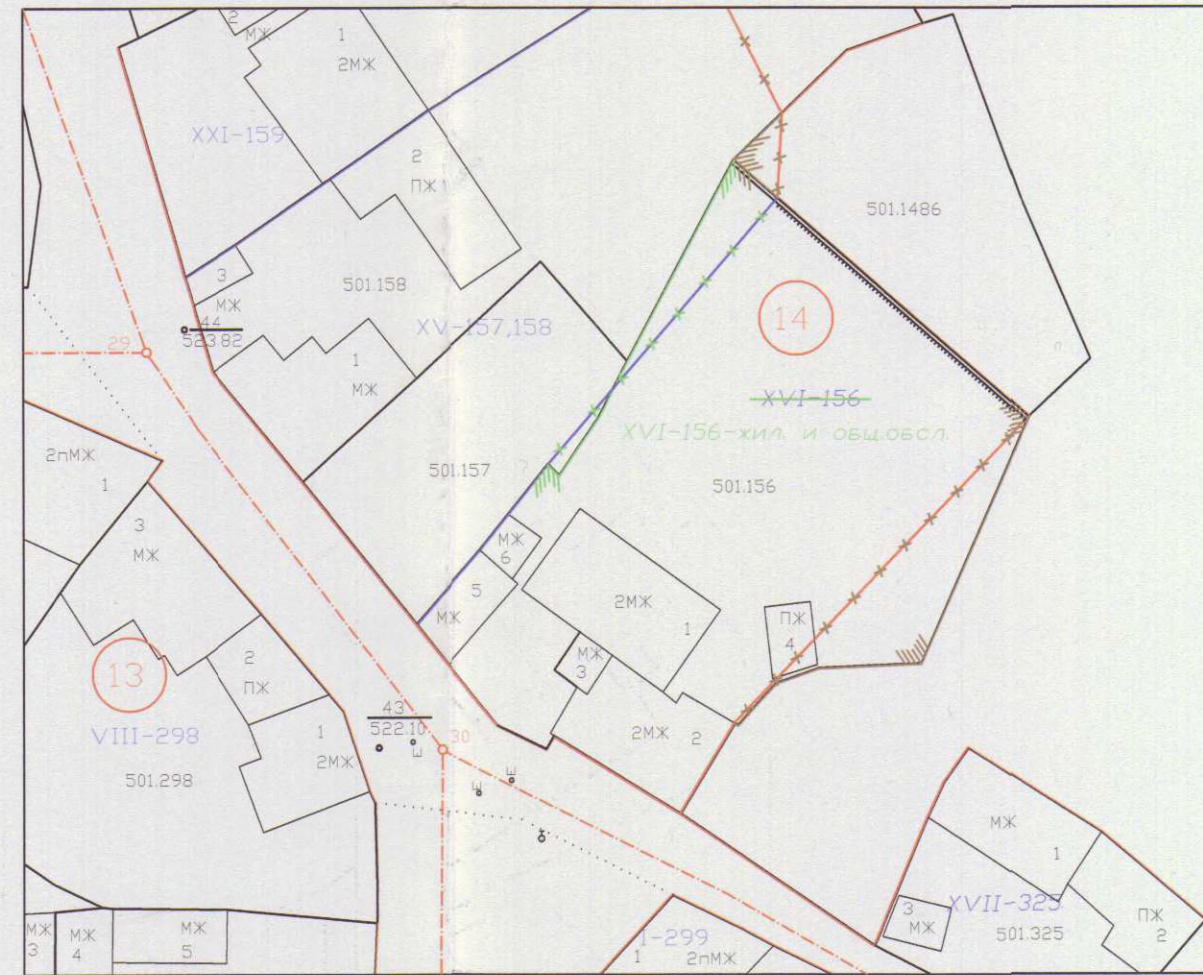 2
МЖ
1
2МЖ
XXI-159
2
ПЖ
501.1486
3
МЖ
501.158
44
523.82
29
XV-157,158
14
1
МЖ
XVI-156
XVI-156-жил. и общ.обсл.
2пМЖ
1
501.157
501.156
3
МЖ
МЖ
6
5
МЖ
2МЖ
1
ПЖ
4
МЖ
3
13
2
ПЖ
43
522.10
30
VIII-298
1
2МЖ
2МЖ
2
501.298
МЖ
1
3
МЖ
XVII-325
501.325
ПЖ
2
I-299
1
2пМЖ
МЖ
3
МЖ
4
МЖ
5